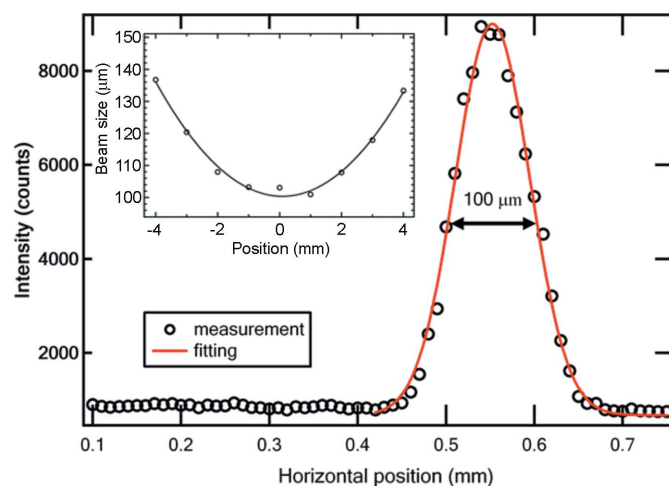 150
140
130
120
110
100
Beam size (μm)
-4 -2 0 2 4
Position (mm)
8000
6000
4000
2000
Intensity (counts)
100 μm
measurement
fitting
0.1 0.2 0.3 0.4 0.5 0.6 0.7
Horizontal position (mm)